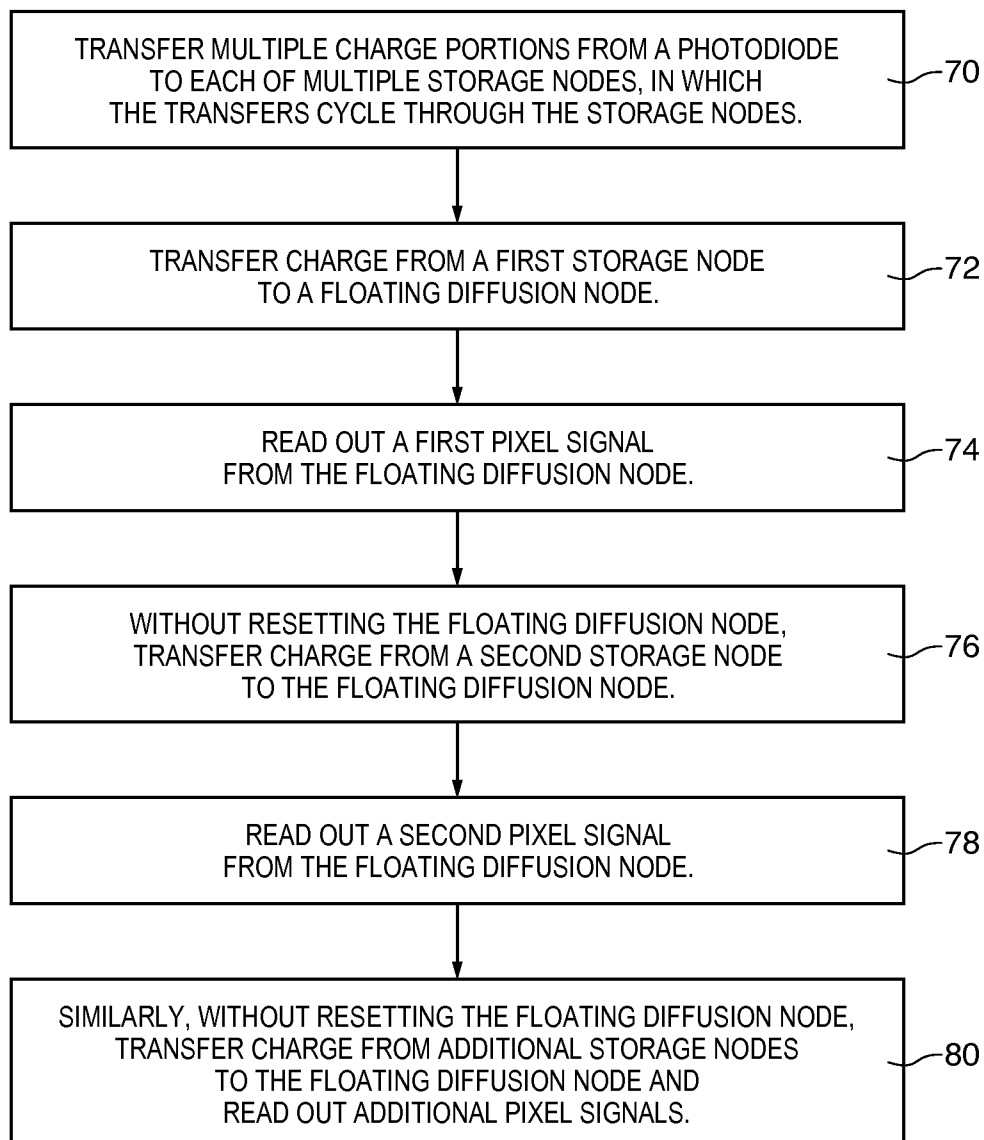 TRANSFER MULTIPLE CHARGE PORTIONS FROM A PHOTODIODE
TO EACH OF MULTIPLE STORAGE NODES, IN WHICH
THE TRANSFERS CYCLE THROUGH THE STORAGE NODES.
70
TRANSFER CHARGE FROM A FIRST STORAGE NODE
TO A FLOATING DIFFUSION NODE.
72
READ OUT A FIRST PIXEL SIGNAL
FROM THE FLOATING DIFFUSION NODE.
74
WITHOUT RESETTING THE FLOATING DIFFUSION NODE,
TRANSFER CHARGE FROM A SECOND STORAGE NODE
TO THE FLOATING DIFFUSION NODE.
76
READ OUT A SECOND PIXEL SIGNAL
FROM THE FLOATING DIFFUSION NODE.
78
SIMILARLY, WITHOUT RESETTING THE FLOATING DIFFUSION NODE,
TRANSFER CHARGE FROM ADDITIONAL STORAGE NODES
TO THE FLOATING DIFFUSION NODE AND
READ OUT ADDITIONAL PIXEL SIGNALS.
80